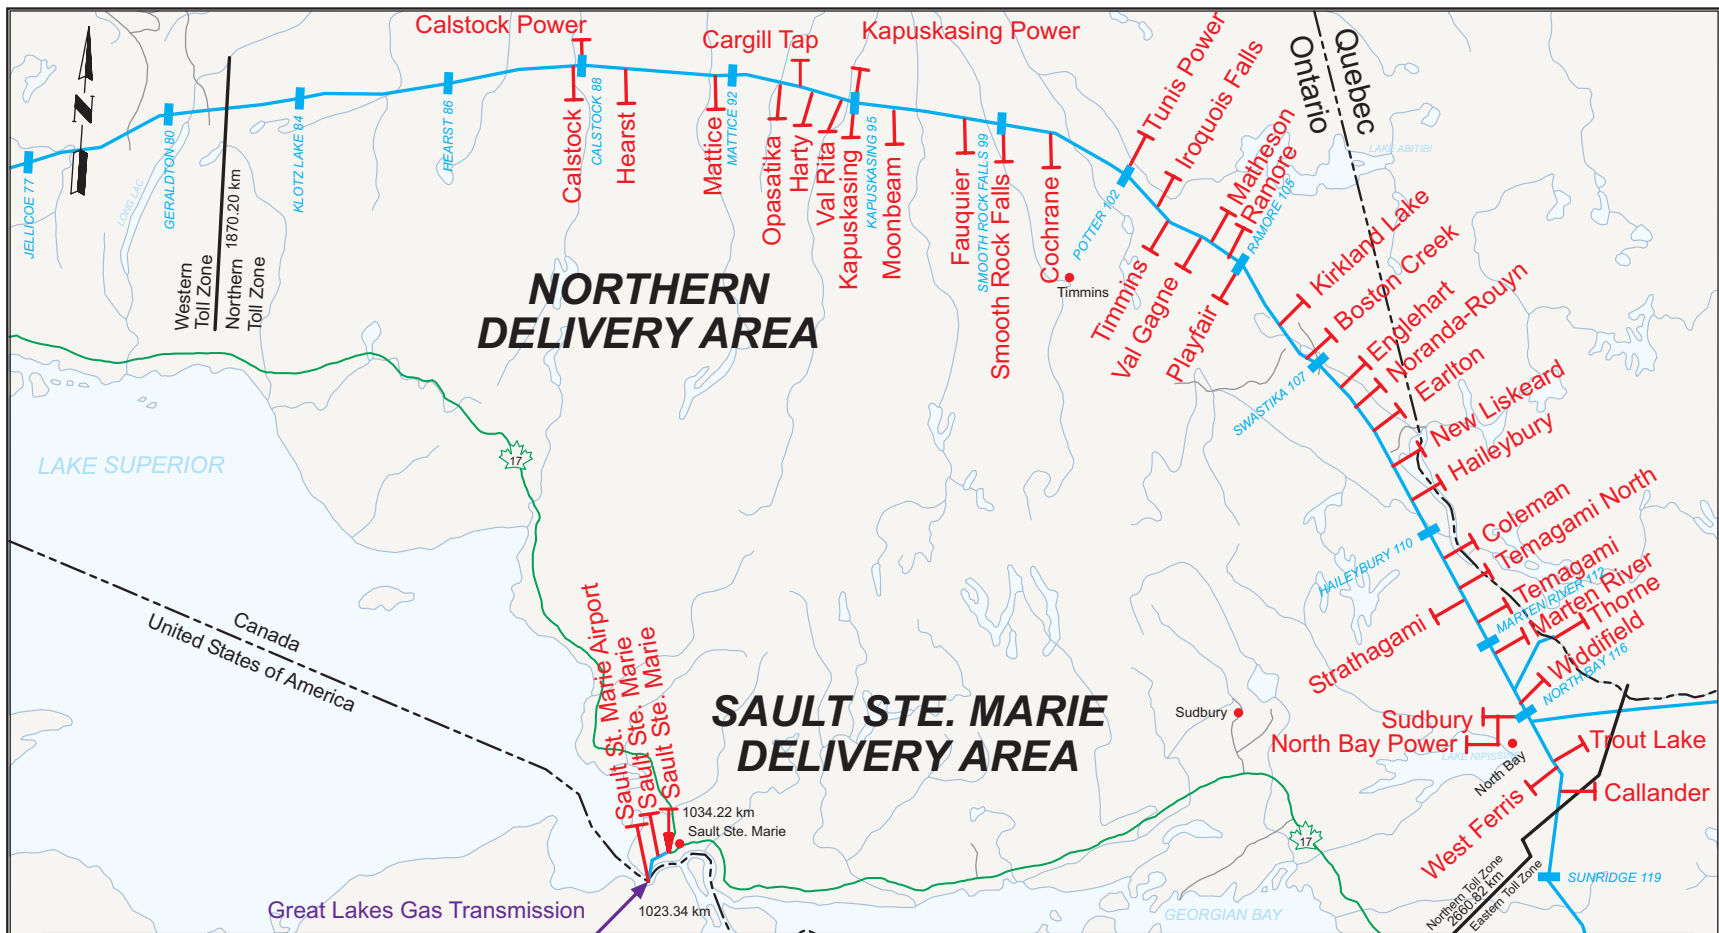 Calstock Power
Cargill Tap
Kapuskasing Power
Tunis Power
Iroquois Falls
Quebec
Ontario
N
JELLICOE 77
LONG LAC
GERALDTON 80
1870.20 km
Western
Toll Zone
Northern
Toll Zone
KLOTZ LAKE 84
HEARST 86
Calstock
CALSTOCK 88
Hearst
Mattice
MATTICE 92
Opasatika
Harty
Val Rita
Kapuskasing
KAPUSKASING 95
Moonbeam
Fauquier
SMOOTH ROCK FALLS 99
Smooth Rock Falls
Cochrane
POTTER 102
Timmins
Timmins
Val Gagne
Playfair
Matheson
Ramore
RAMORE 105
LAKE ABITIBI
Kirkland Lake
Boston Creek
SWASTIKA 107
Englehart
Noranda-Rouyn
Earlton
New Liskeard
Haileybury
HAILEYBURY 110
Coleman
Temagami North
Temagami
MARTEN RIVER 112
Marten River
Thorne
Strathagami
Widdifield
NORTH BAY 116
NORTHERN
DELIVERY AREA
LAKE SUPERIOR
17
Canada
United States of America
Sault St. Marie Airport
Sault Ste. Marie
Sault Ste. Marie
SAULT STE. MARIE
DELIVERY AREA
1034.22 km
Sault Ste. Marie
1023.34 km
Great Lakes Gas Transmission
Sudbury
Sudbury
North Bay Power
LAKE NIPISSING
North Bay
Trout Lake
West Ferris
Callander
17
SUNRIDGE 119
Northern Toll Zone
2660.82 km
Eastern Toll Zone
GEORGIAN BAY